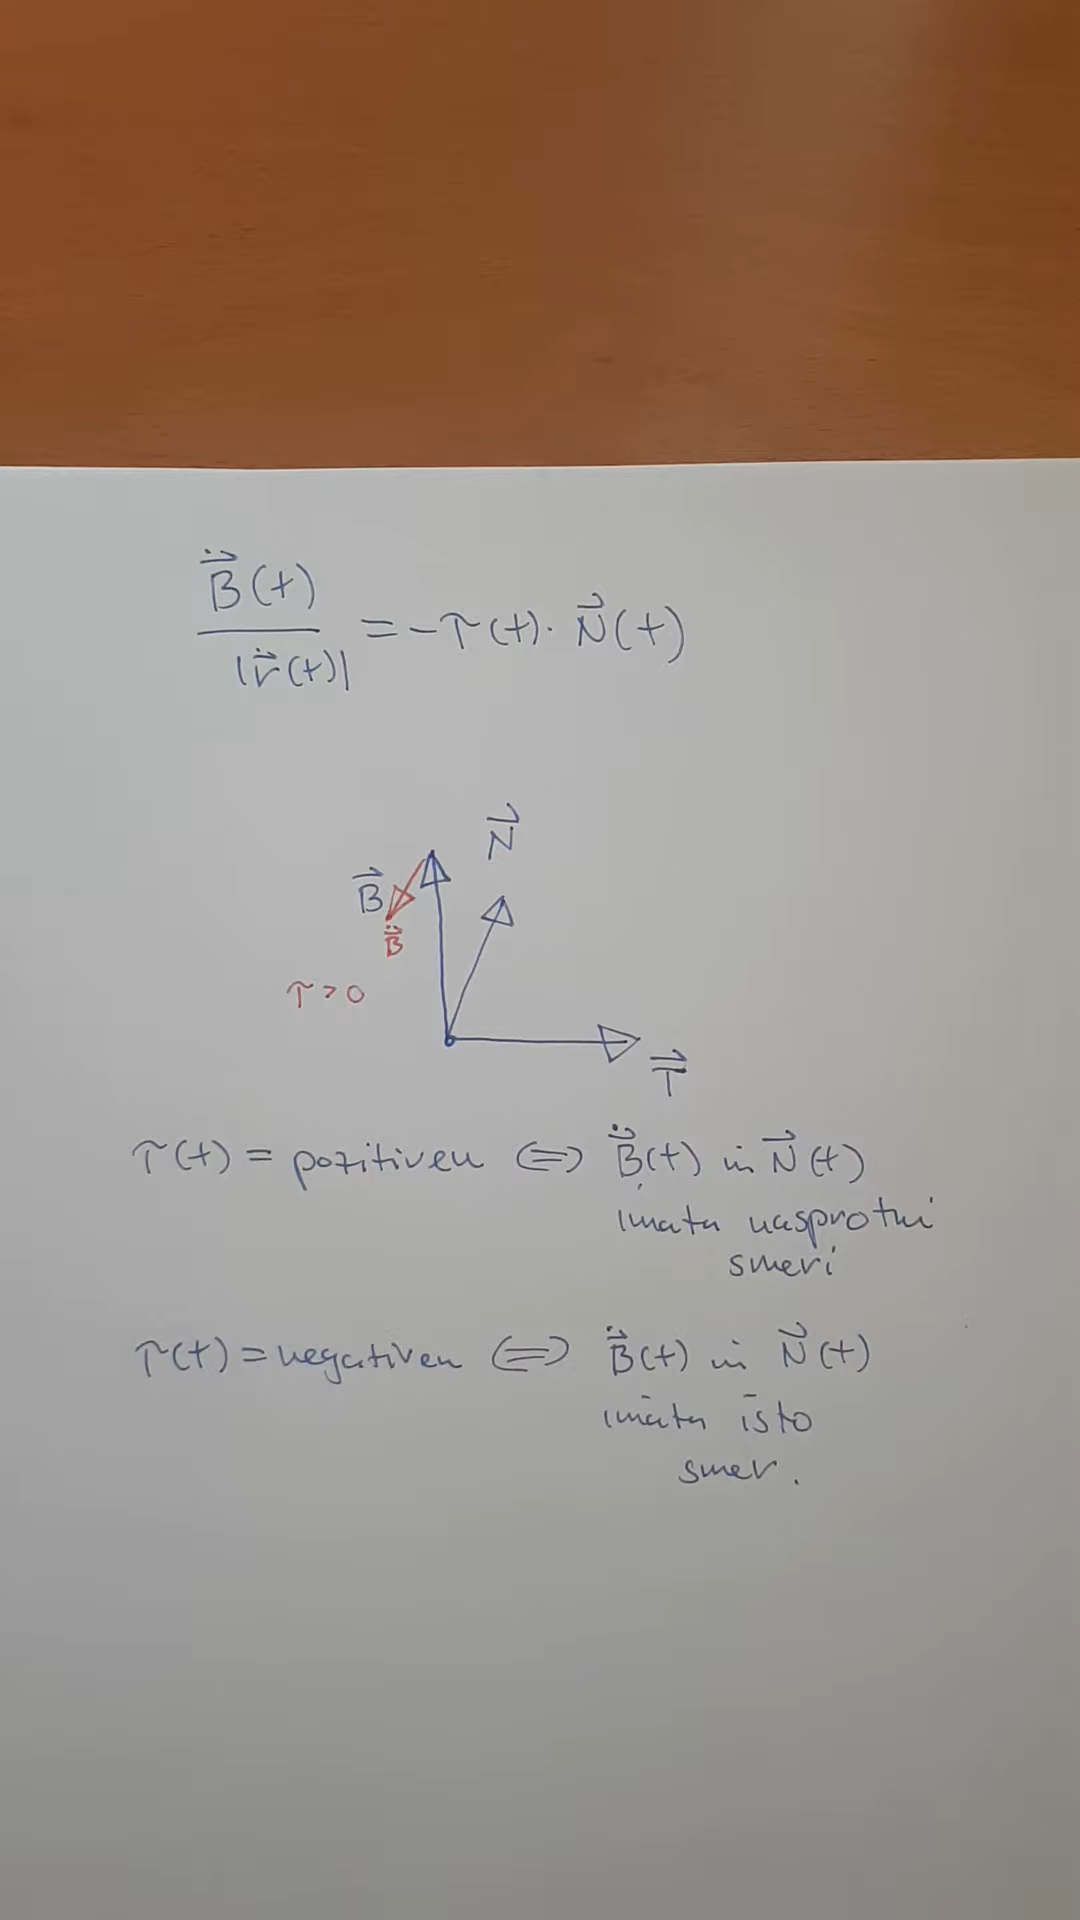 B⃗̇(t)
———— = -τ(t)· N⃗(t)
|r⃗̇(t)|
N⃗
B⃗
B⃗̇
τ > 0
T⃗
τ(t) = pozitiven ⟺ B⃗̇(t) in N⃗(t)
imata nasprotni
smeri
τ(t) = negativen ⟺ B⃗̇(t) in N⃗(t)
imata isto
smer.